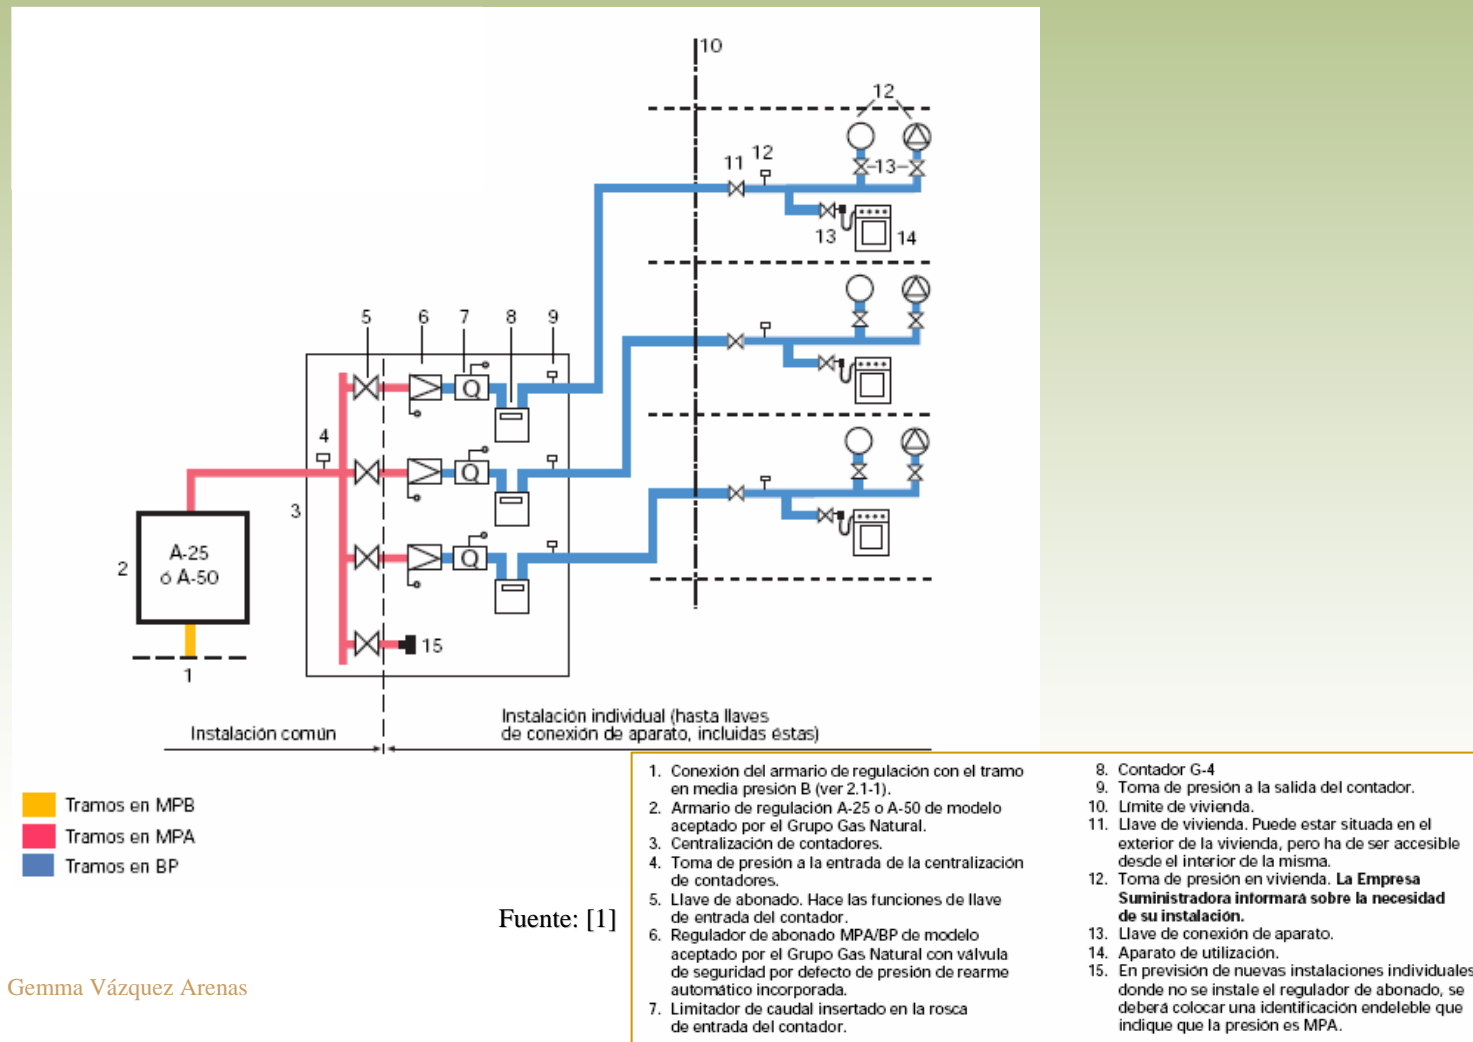 10
12
12
11
13
13
14
5
6
7
8
9
Q
4
Q
3
A-25
ó A-50
2
Q
15
1
Instalación común
Instalación individual (hasta llaves
de conexión de aparato, incluidas éstas)
Tramos en MPB
Tramos en MPA
Tramos en BP
Fuente: [1]
Gemma Vázquez Arenas
1. Conexión del armario de regulación con el tramo
en media presión B (ver 2.1-1).
2. Armario de regulación A-25 o A-50 de modelo
aceptado por el Grupo Gas Natural.
3. Centralización de contadores.
4. Toma de presión a la entrada de la centralización
de contadores.
5. Llave de abonado. Hace las funciones de llave
de entrada del contador.
6. Regulador de abonado MPA/BP de modelo
aceptado por el Grupo Gas Natural con válvula
de seguridad por defecto de presión de rearme
automático incorporada.
7. Limitador de caudal insertado en la rosca
de entrada del contador.
8. Contador G-4
9. Toma de presión a la salida del contador.
10. Límite de vivienda.
11. Llave de vivienda. Puede estar situada en el
exterior de la vivienda, pero ha de ser accesible
desde el interior de la misma.
12. Toma de presión en vivienda. La Empresa
Suministradora informará sobre la necesidad
de su instalación.
13. Llave de conexión de aparato.
14. Aparato de utilización.
15. En previsión de nuevas instalaciones individuales
donde no se instale el regulador de abonado, se
deberá colocar una identificación endeleble que
indique que la presión es MPA.